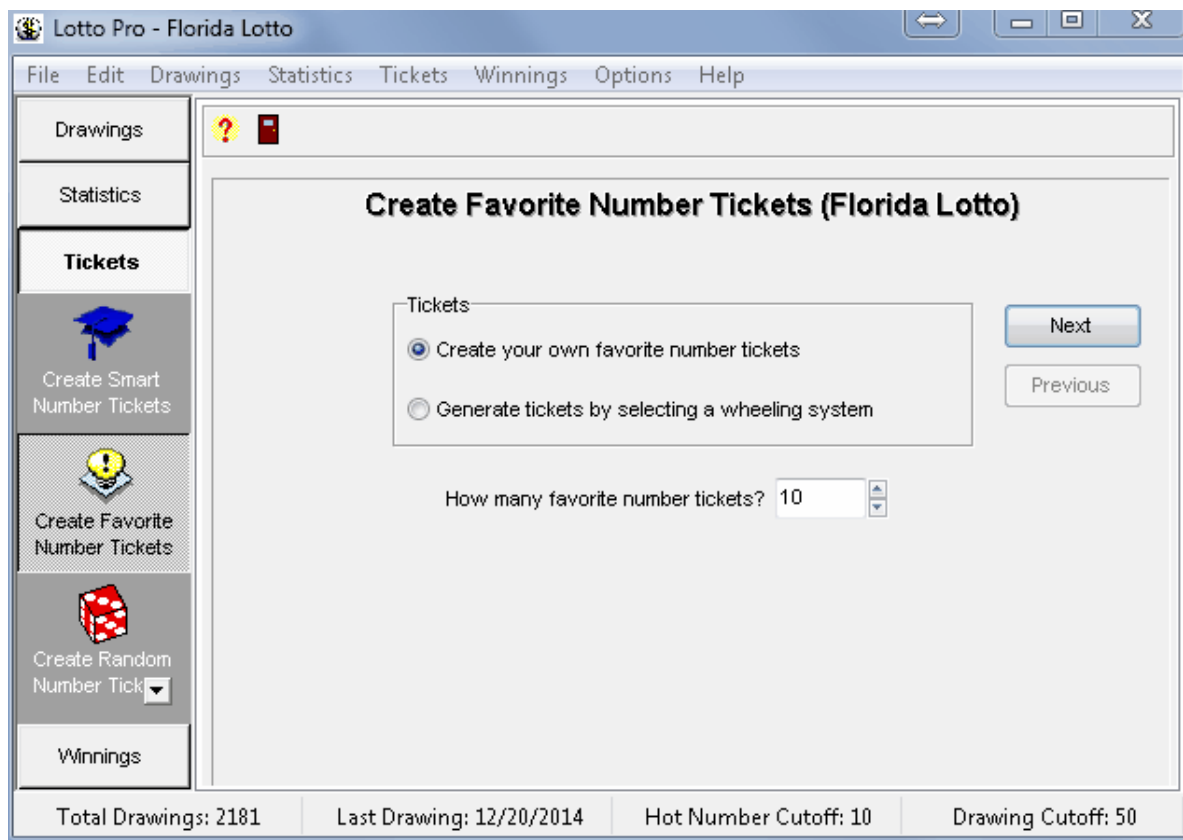 Lotto Pro - Florida Lotto
File Edit Drawings Statistics Tickets Winnings Options Help
Drawings
Statistics
Tickets
Create Smart
Number Tickets
Create Favorite
Number Tickets
Create Random
Number Tick
Winnings
Create Favorite Number Tickets (Florida Lotto)
Tickets
Create your own favorite number tickets
Generate tickets by selecting a wheeling system
Next
Previous
How many favorite number tickets? 10
Total Drawings: 2181 Last Drawing: 12/20/2014 Hot Number Cutoff: 10 Drawing Cutoff: 50